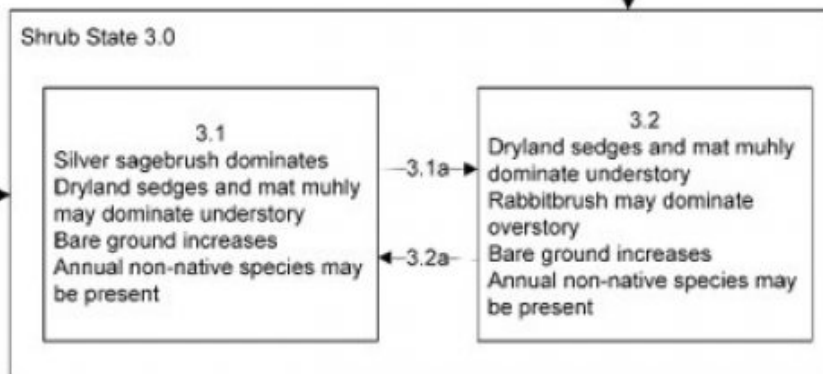 Shrub State 3.0
3.1
Silver sagebrush dominates
Dryland sedges and mat muhly
may dominate understory
Bare ground increases
Annual non-native species may
be present
3.1a
3.2a
3.2
Dryland sedges and mat muhly
dominate understory
Rabbitbrush may dominate
overstory
Bare ground increases
Annual non-native species may
be present